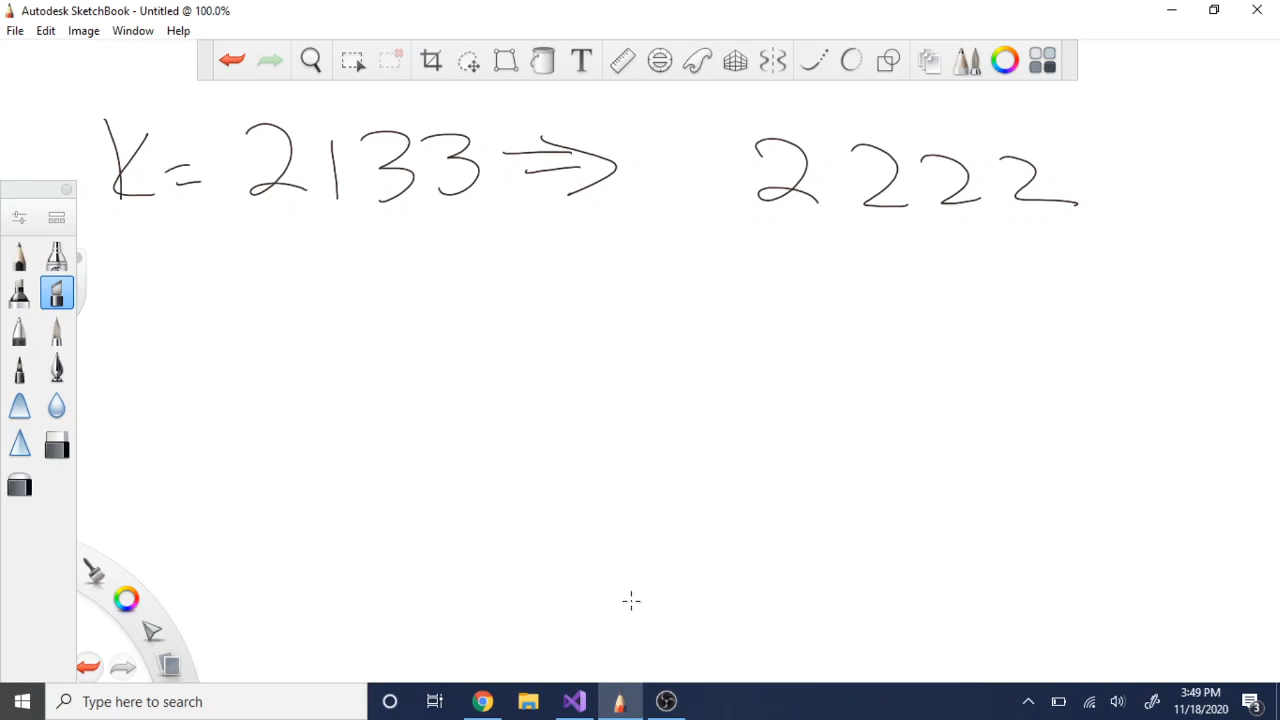 Autodesk SketchBook - Untitled @ 100.0%
File Edit Image Window Help
T
K = 2133 ⇒ 2222
Type here to search
3:49 PM
11/18/2020
3